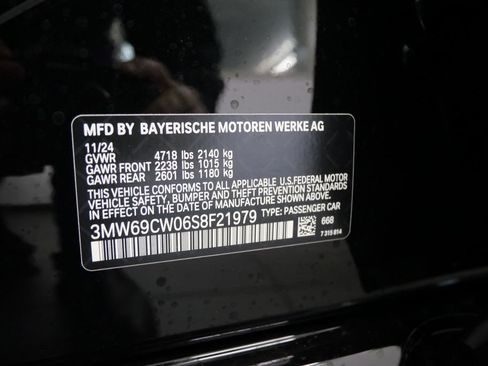 MFD BY BAYERISCHE MOTOREN WERKE AG
11/24
GVWR 4718 lbs 2140 kg
GAWR FRONT 2238 lbs 1015 kg
GAWR REAR 2601 lbs 1180 kg
THIS VEHICLE CONFORMS TO ALL APPLICABLE U.S.FEDERAL MOTOR
VEHICLE SAFETY, BUMPER, AND THEFT PREVENTION STANDARDS
IN EFFECT ON THE DATE OF MANUFACTURE SHOWN ABOVE.
3MW69CW06S8F21979 TYPE: PASSENGER CAR
668
7 315 814